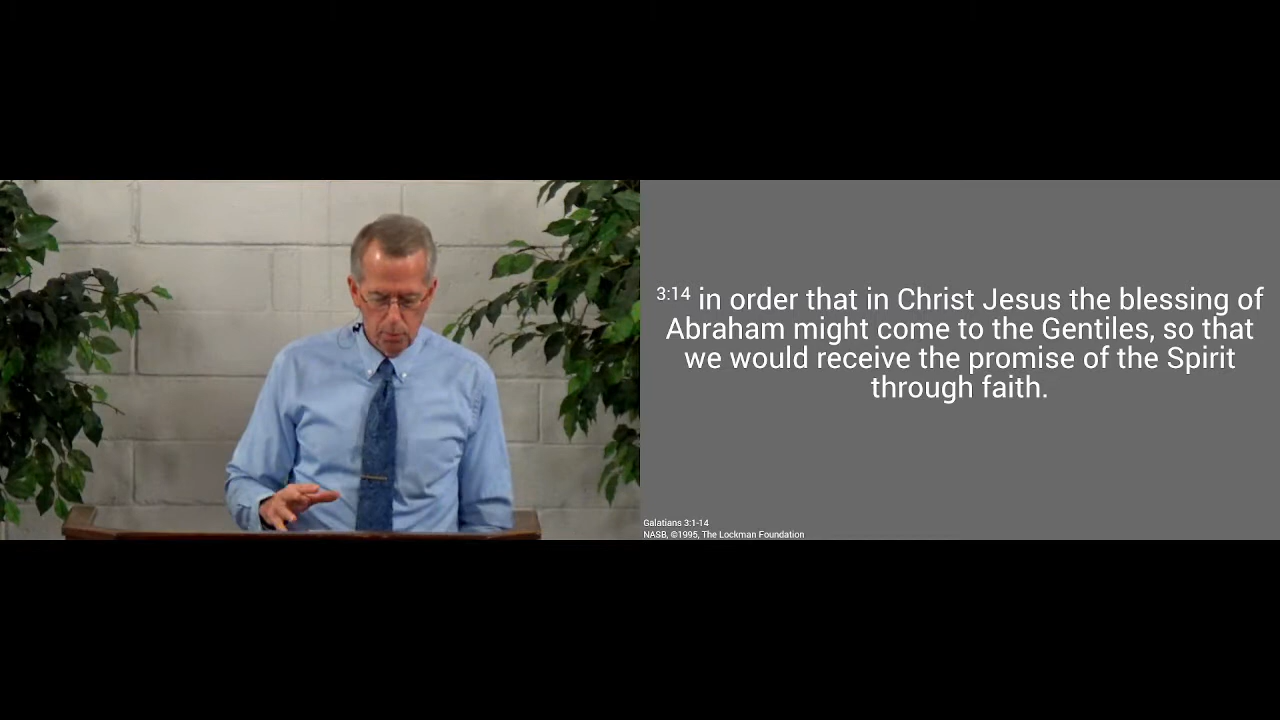 3:14 in order that in Christ Jesus the blessing of
Abraham might come to the Gentiles, so that
we would receive the promise of the Spirit
through faith.
Galatians 3:1-14
NASB, ©1995, The Lockman Foundation